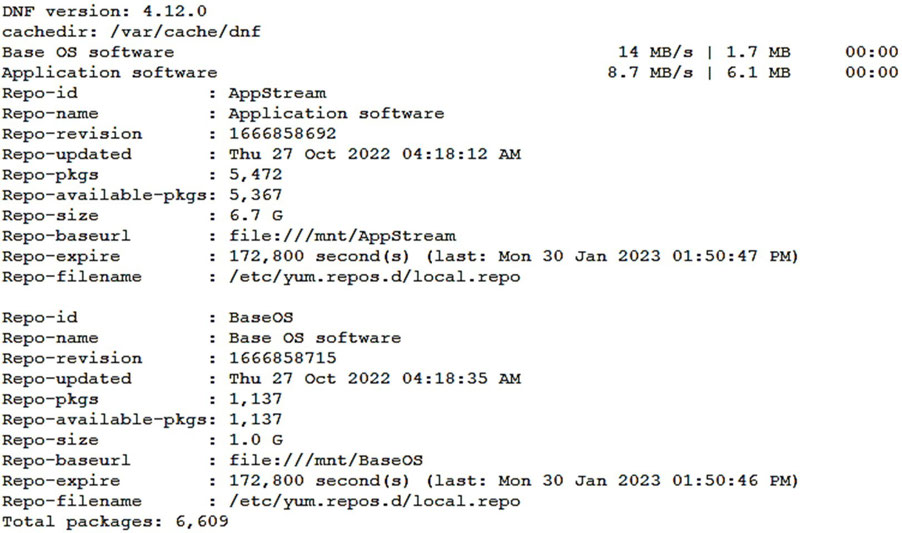 DNF version: 4.12.0
cachedir: /var/cache/dnf
Base OS software                                         14 MB/s | 1.7 MB     00:00
Application software                                    8.7 MB/s | 6.1 MB     00:00
Repo-id            : AppStream
Repo-name          : Application software
Repo-revision      : 1666858692
Repo-updated       : Thu 27 Oct 2022 04:18:12 AM
Repo-pkgs          : 5,472
Repo-available-pkgs: 5,367
Repo-size          : 6.7 G
Repo-baseurl       : file:///mnt/AppStream
Repo-expire        : 172,800 second(s) (last: Mon 30 Jan 2023 01:50:47 PM)
Repo-filename      : /etc/yum.repos.d/local.repo

Repo-id            : BaseOS
Repo-name          : Base OS software
Repo-revision      : 1666858715
Repo-updated       : Thu 27 Oct 2022 04:18:35 AM
Repo-pkgs          : 1,137
Repo-available-pkgs: 1,137
Repo-size          : 1.0 G
Repo-baseurl       : file:///mnt/BaseOS
Repo-expire        : 172,800 second(s) (last: Mon 30 Jan 2023 01:50:46 PM)
Repo-filename      : /etc/yum.repos.d/local.repo
Total packages: 6,609